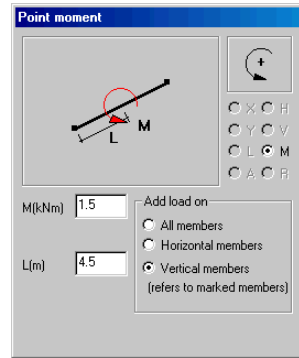 Point moment
L M
+
X H
Y V
L M
A R
M(kNm) 1.5
L(m) 4.5
Add load on
All members
Horizontal members
Vertical members
(refers to marked members)